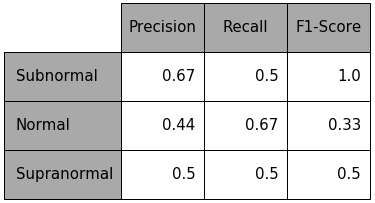 Precision Recall F1-Score
Subnormal 0.67 0.5 1.0
Normal 0.44 0.67 0.33
Supranormal 0.5 0.5 0.5